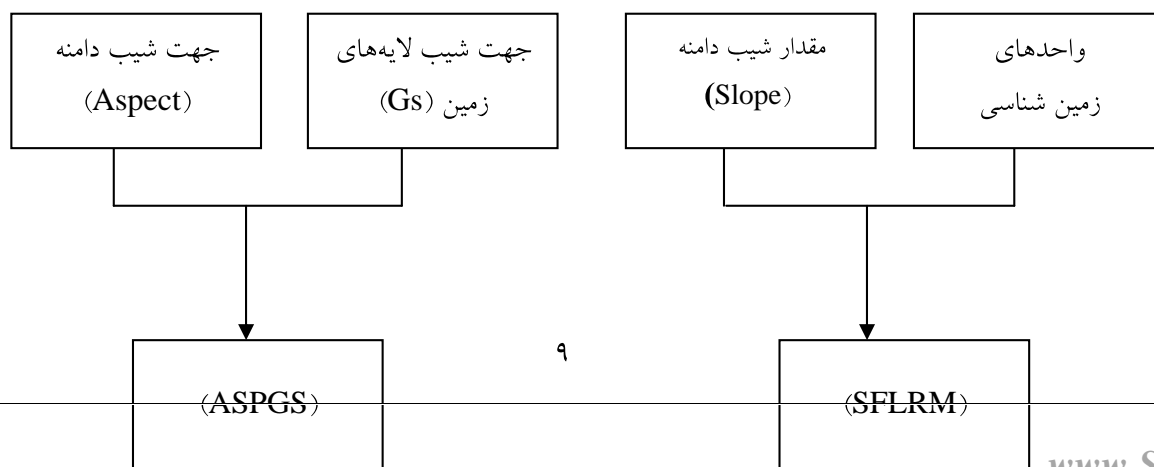 واحدهای
زمین شناسی
مقدار شیب دامنه
(Slope)
جهت شیب لایه‌های
زمین (Gs)
جهت شیب دامنه
(Aspect)
۹
(SFLRM)
(ASPGS)
www.S